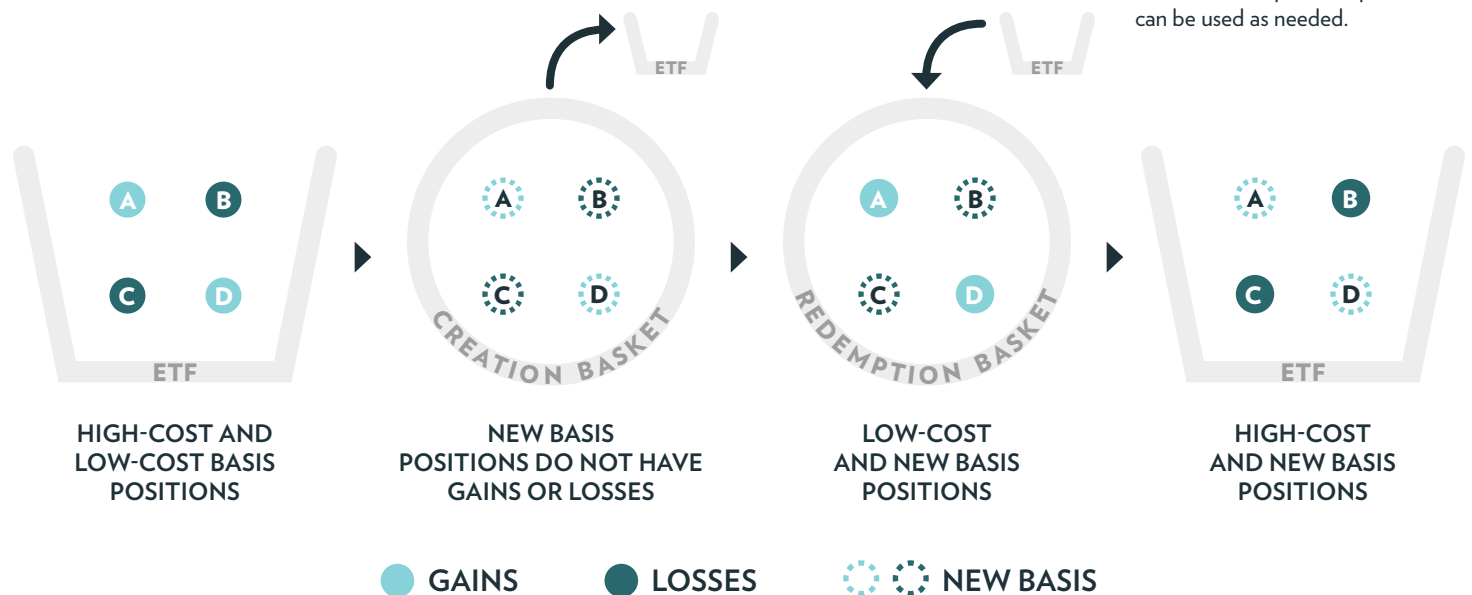 can be used as needed.
ETF
ETF
A
B
C
D
ETF
A
B
C
D
CREATION BASKET
A
B
C
D
REDEMPTION BASKET
A
B
C
D
ETF
HIGH-COST AND
LOW-COST BASIS
POSITIONS
NEW BASIS
POSITIONS DO NOT HAVE
GAINS OR LOSSES
LOW-COST
AND NEW BASIS
POSITIONS
HIGH-COST
AND NEW BASIS
POSITIONS
GAINS
LOSSES
NEW BASIS